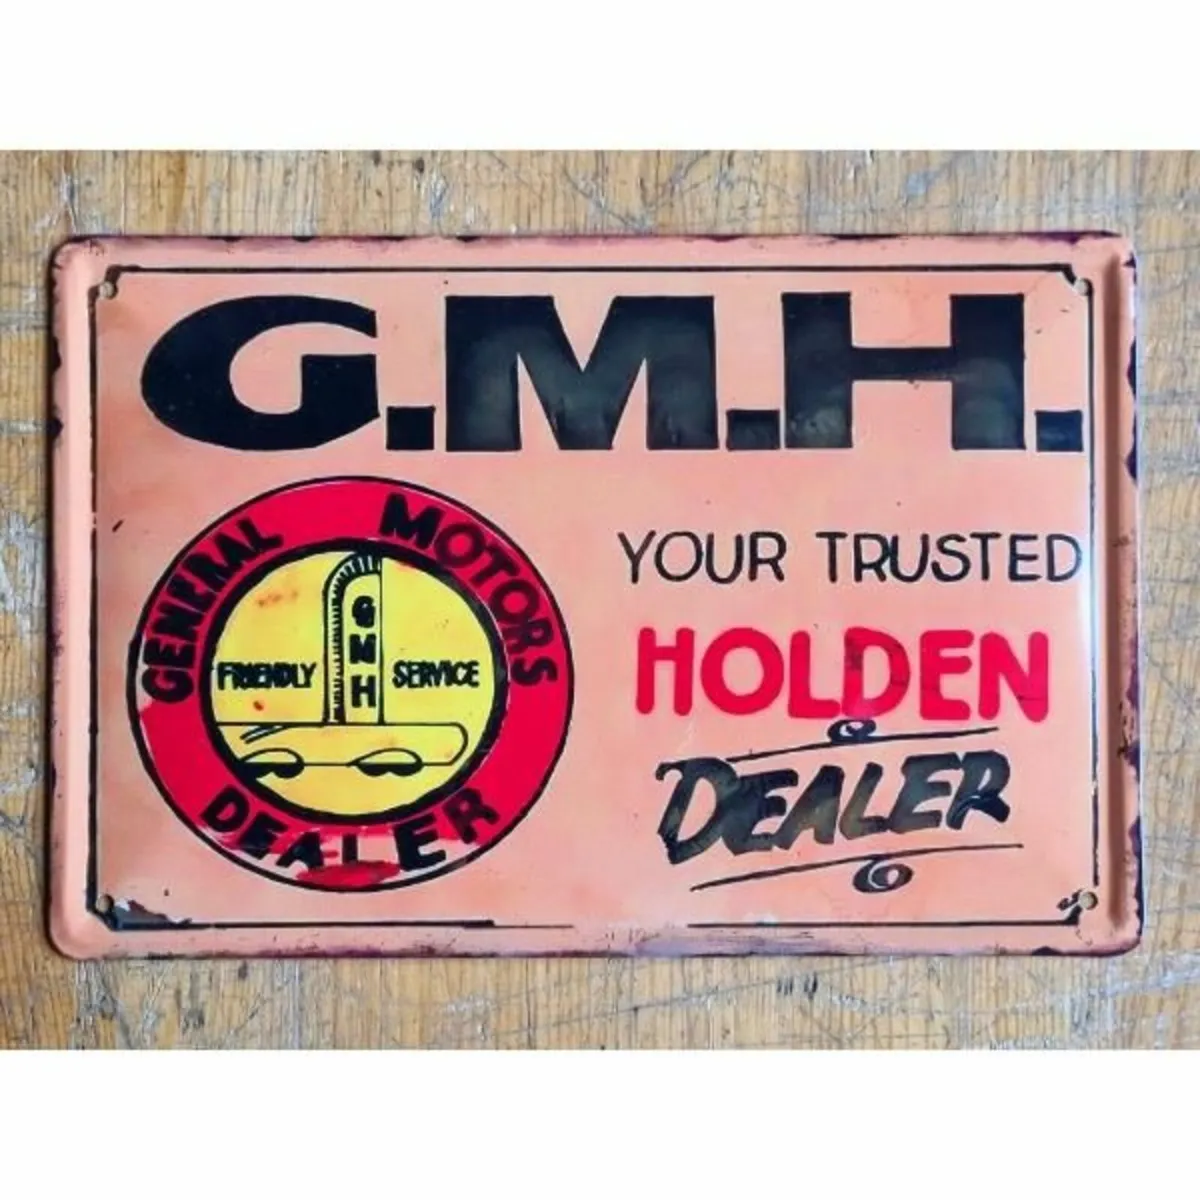 G.M.H.
GENERAL MOTORS
GMH
FRIENDLY SERVICE
DEALER
YOUR TRUSTED
HOLDEN
DEALER